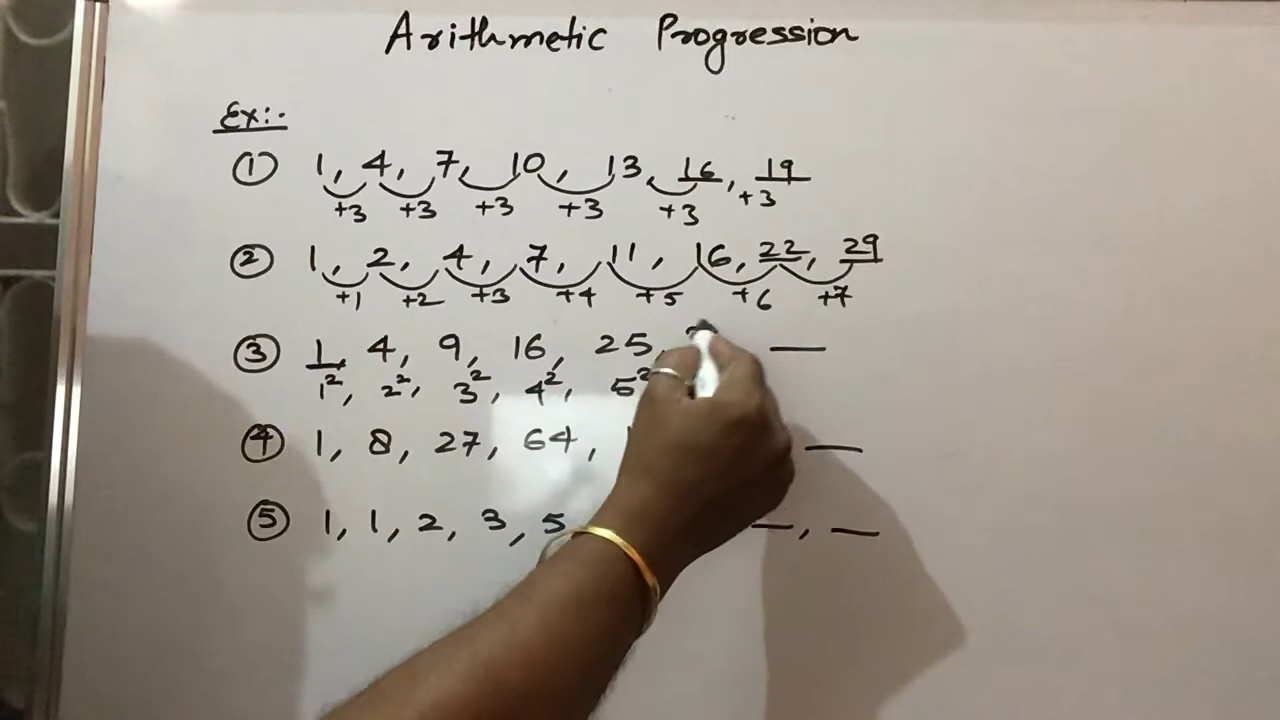 Arithmetic Progression
Ex:-
① 1, 4, 7, 10, 13, 16, 19
+3 +3 +3 +3 +3 +3
② 1, 2, 4, 7, 11, 16, 22, 29
+1 +2 +3 +4 +5 +6 +7
③ 1, 4, 9, 16, 25, —
1², 2², 3², 4², 5²
④ 1, 8, 27, 64, —
⑤ 1, 1, 2, 3, 5 —, —